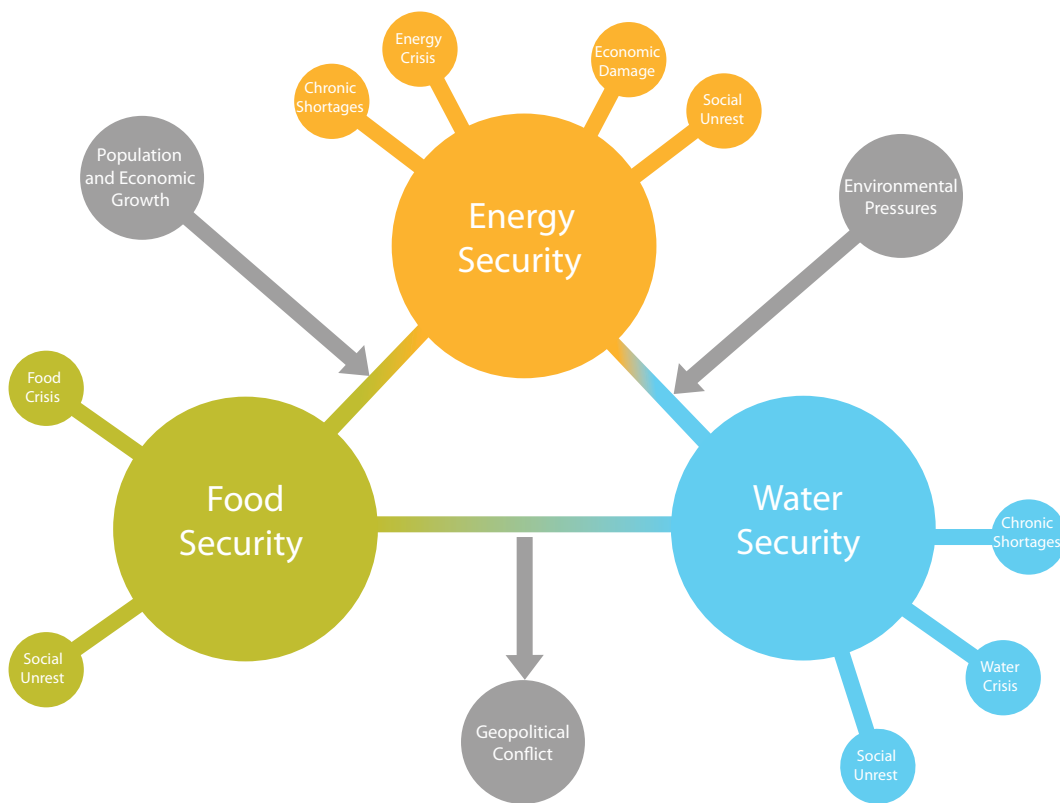 Energy
Crisis
Economic
Damage
Chronic
Shortages
Social
Unrest
Population
and Economic
Growth
Environmental
Pressures
Energy
Security
Food
Crisis
Food
Security
Water
Security
Chronic
Shortages
Social
Unrest
Water
Crisis
Geopolitical
Conflict
Social
Unrest